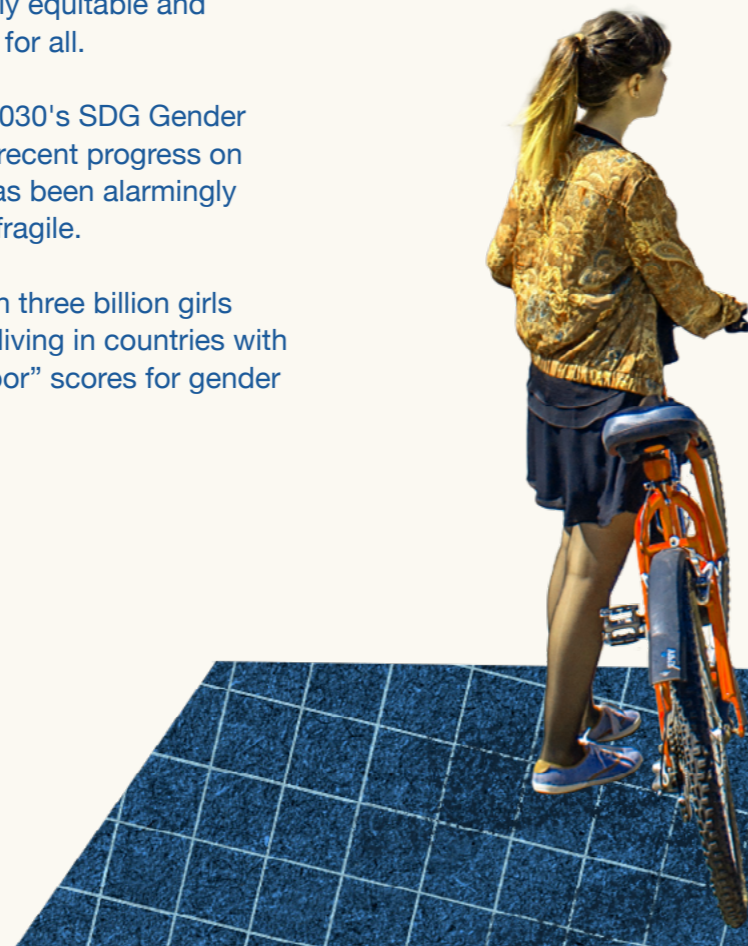 ly equitable and
for all.
030's SDG Gender
recent progress on
as been alarmingly
fragile.
n three billion girls
living in countries with
oor” scores for gender